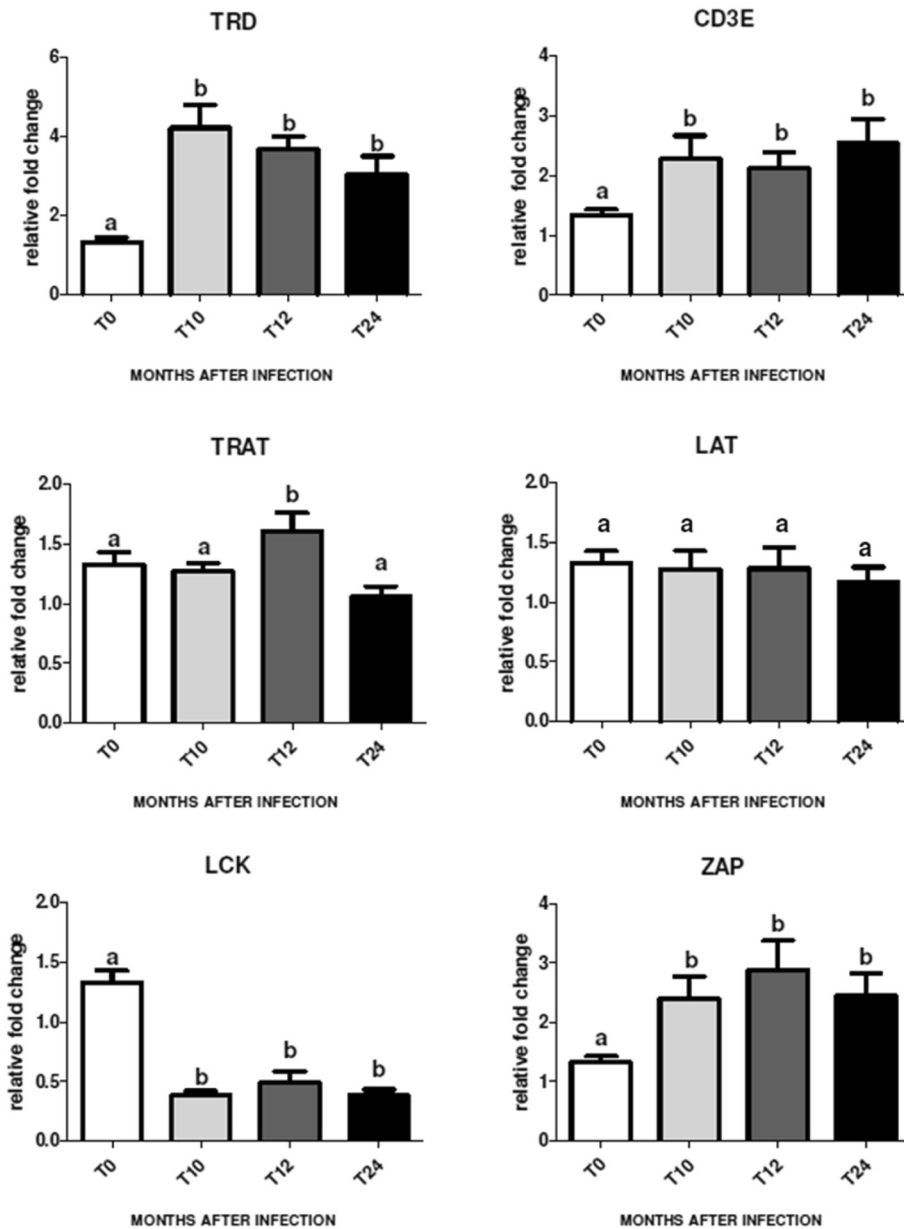 TRD
relative fold change
6
4
2
0
a
b
b
b
T0
T10
T12
T24
MONTHS AFTER INFECTION
CD3E
relative fold change
4
3
2
1
0
a
b
b
b
T0
T10
T12
T24
MONTHS AFTER INFECTION
TRAT
relative fold change
2.0
1.5
1.0
0.5
0.0
a
a
b
a
T0
T10
T12
T24
MONTHS AFTER INFECTION
LAT
relative fold change
2.0
1.5
1.0
0.5
0.0
a
a
a
a
T0
T10
T12
T24
MONTHS AFTER INFECTION
LCK
relative fold change
2.0
1.5
1.0
0.5
0.0
a
b
b
b
T0
T10
T12
T24
MONTHS AFTER INFECTION
ZAP
relative fold change
4
3
2
1
0
a
b
b
b
T0
T10
T12
T24
MONTHS AFTER INFECTION